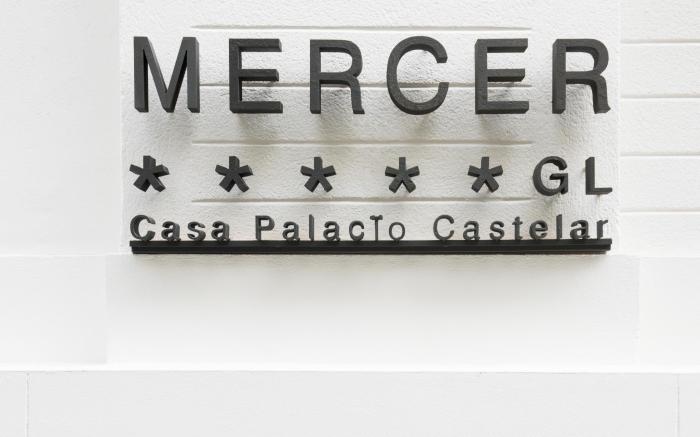 MERCER
* * * * * GL
Casa Palacio Castelar